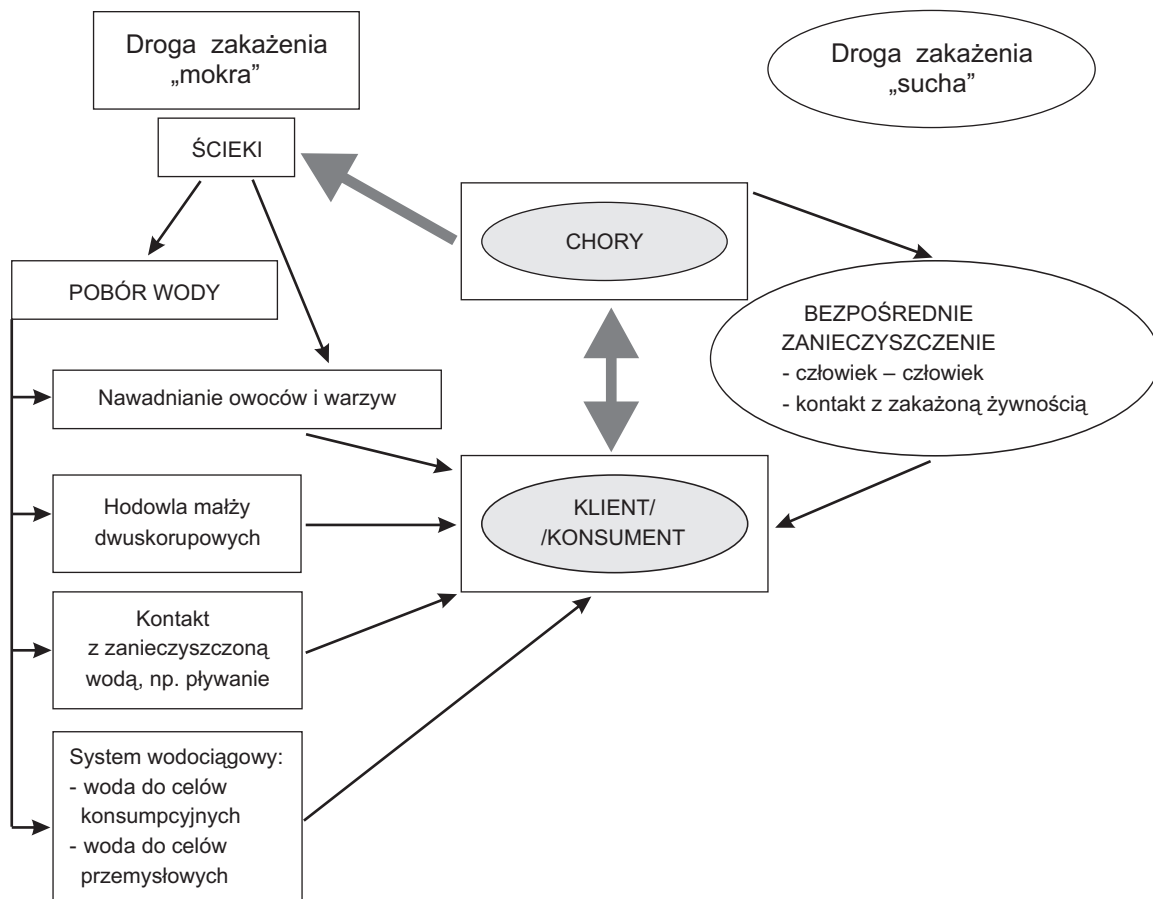 Droga zakażenia
„mokra”
Droga zakażenia
„sucha”
ŚCIEKI
CHORY
POBÓR WODY
BEZPOŚREDNIE
ZANIECZYSZCZENIE
- człowiek – człowiek
- kontakt z zakażoną żywnością
Nawadnianie owoców i warzyw
Hodowla małży
dwuskorupowych
KLIENT/
/KONSUMENT
Kontakt
z zanieczyszczoną
wodą, np. pływanie
System wodociągowy:
- woda do celów
konsumpcyjnych
- woda do celów
przemysłowych